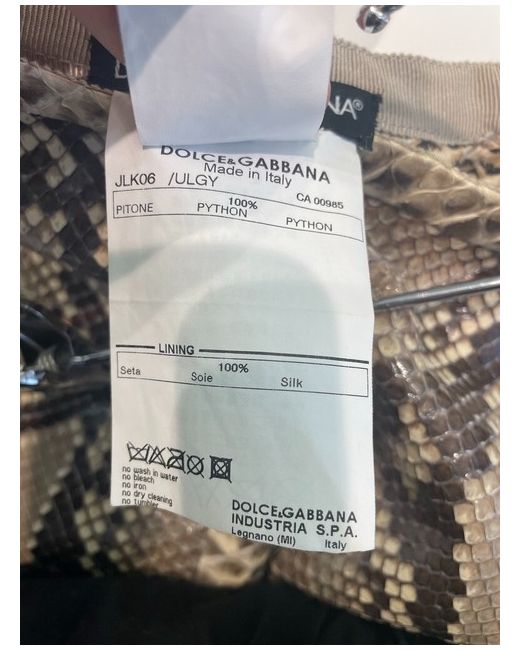 NA®
DOLCE&GABBANA
Made in Italy
JLK06 /ULGY CA 00985
100%
PITONE PYTHON PYTHON
LINING
100%
Seta Soie Silk
no wash in water
no bleach
no iron
no dry cleaning
no tumbler
DOLCE&GABBANA
INDUSTRIA S.P.A.
Legnano (MI) Italy